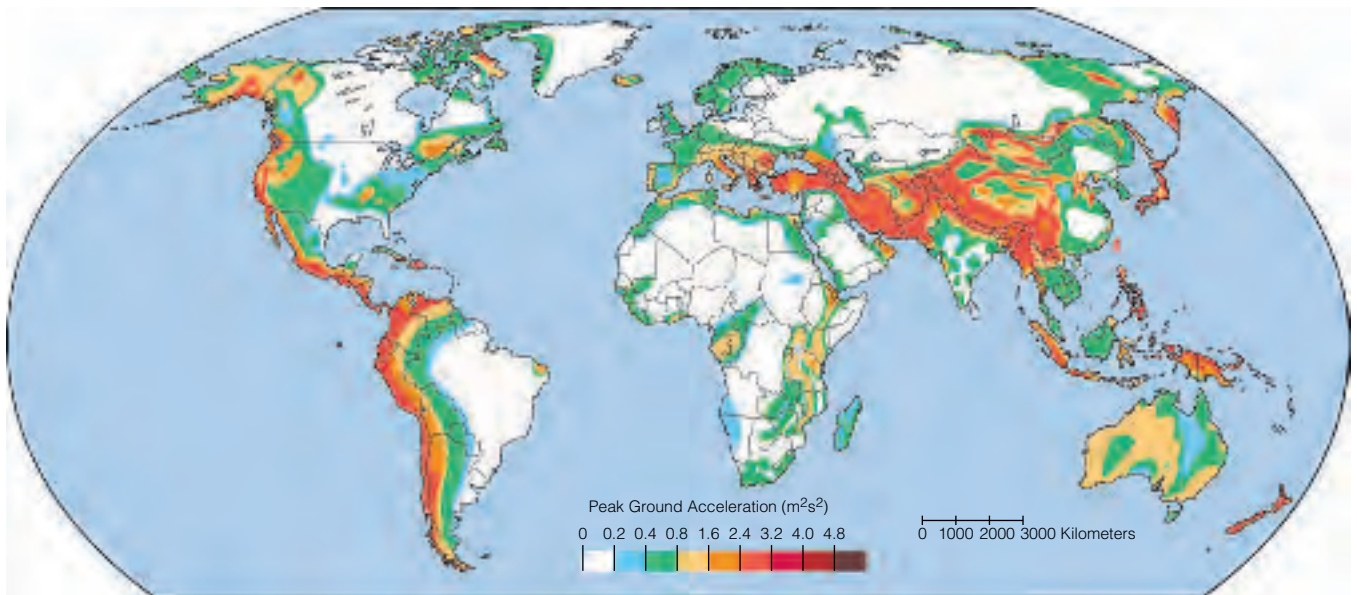 Peak Ground Acceleration (m²s²)
0 0.2 0.4 0.8 1.6 2.4 3.2 4.0 4.8
0 1000 2000 3000 Kilometers